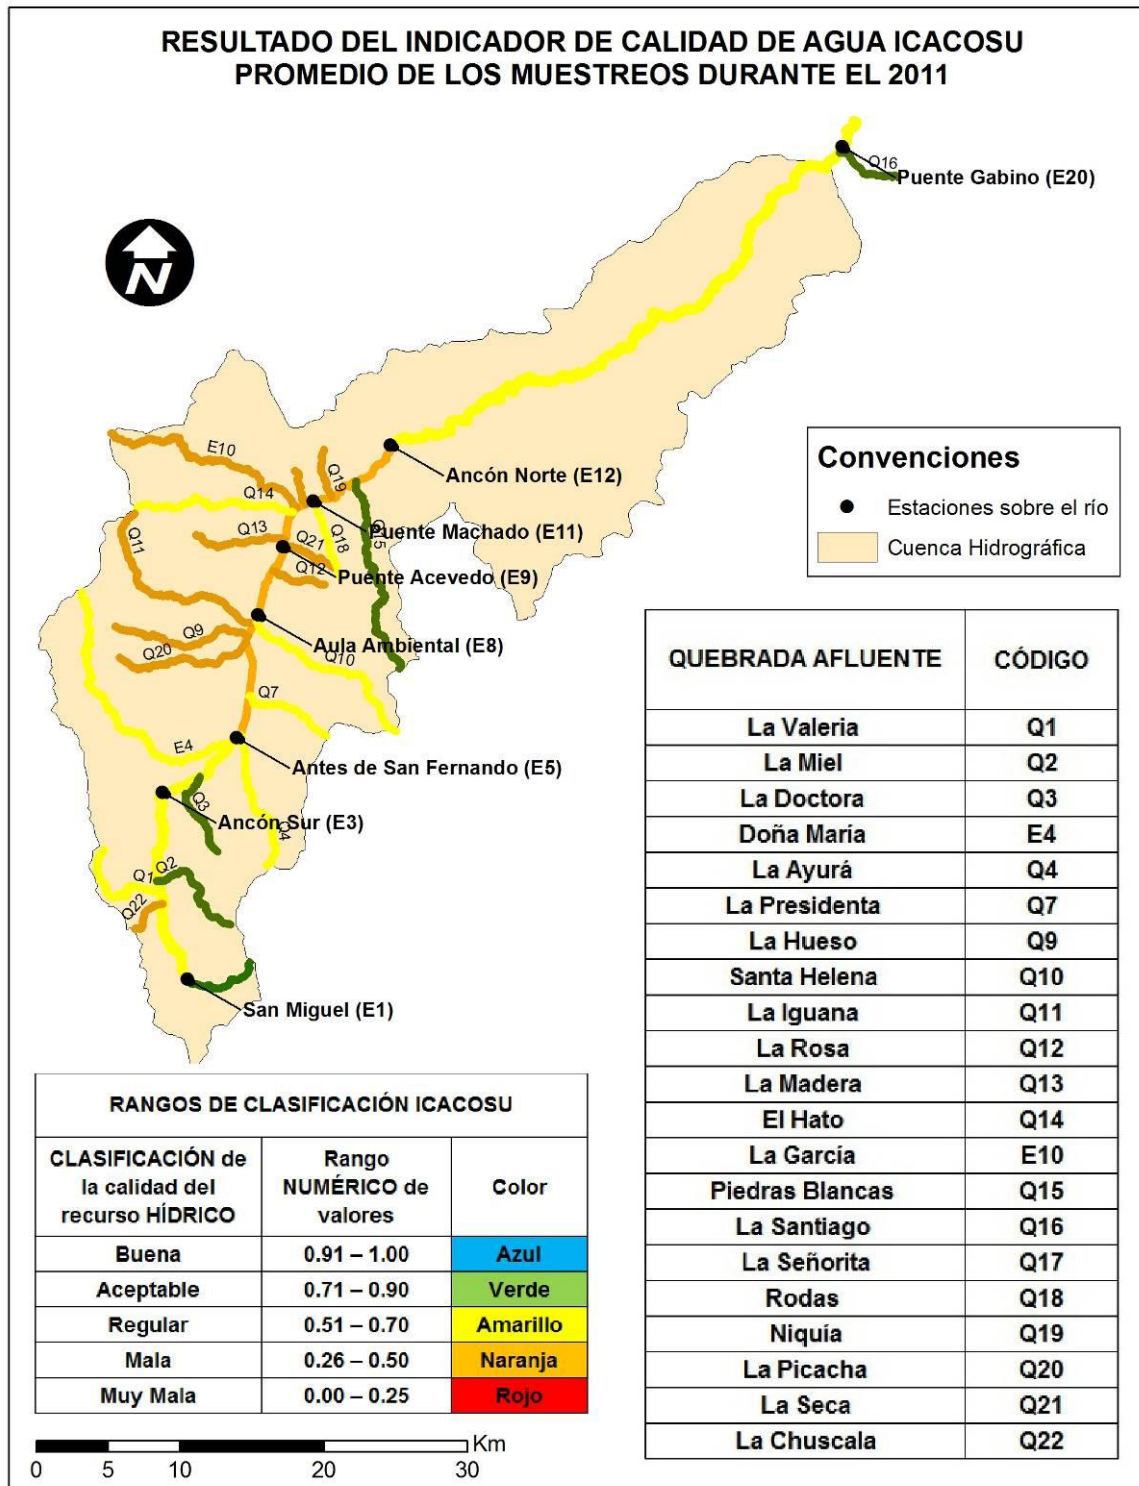 RESULTADO DEL INDICADOR DE CALIDAD DE AGUA ICACOSU
PROMEDIO DE LOS MUESTREOS DURANTE EL 2011
Q16
Puente Gabino (E20)
N
E10
Q19
Ancón Norte (E12)
Q14
Q11
Q13
Q21
Q18
Q15
Puente Machado (E11)
Q12
Puente Acevedo (E9)
Q9
Q20
Aula Ambiental (E8)
Q10
Q7
E4
Antes de San Fernando (E5)
Q3
Ancón Sur (E3)
Q4
Q1
Q2
Q22
San Miguel (E1)
Convenciones
Estaciones sobre el río
Cuenca Hidrográfica
QUEBRADA AFLUENTE CÓDIGO
La Valeria Q1
La Miel Q2
La Doctora Q3
Doña María E4
La Ayurá Q4
La Presidenta Q7
La Hueso Q9
Santa Helena Q10
La Iguana Q11
La Rosa Q12
La Madera Q13
El Hato Q14
La García E10
Piedras Blancas Q15
La Santiago Q16
La Señorita Q17
Rodas Q18
Niquía Q19
La Picacha Q20
La Seca Q21
La Chuscala Q22
RANGOS DE CLASIFICACIÓN ICACOSU
CLASIFICACIÓN de
la calidad del
recurso HÍDRICO
Rango
NUMÉRICO de
valores
Color
Buena 0.91 – 1.00 Azul
Aceptable 0.71 – 0.90 Verde
Regular 0.51 – 0.70 Amarillo
Mala 0.26 – 0.50 Naranja
Muy Mala 0.00 – 0.25 Rojo
Km
0 5 10 20 30